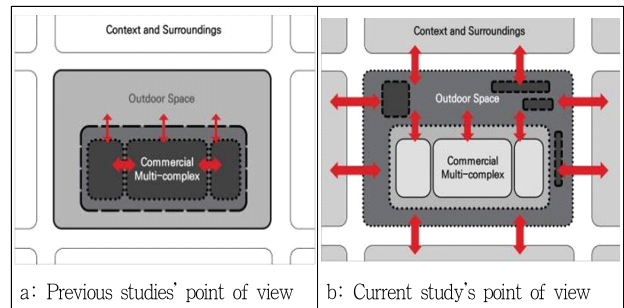 Context and Surroundings
Outdoor Space
Commercial
Multi-complex
a: Previous studies' point of view
Context and Surroundings
Outdoor Space
Commercial
Multi-complex
b: Current study's point of view